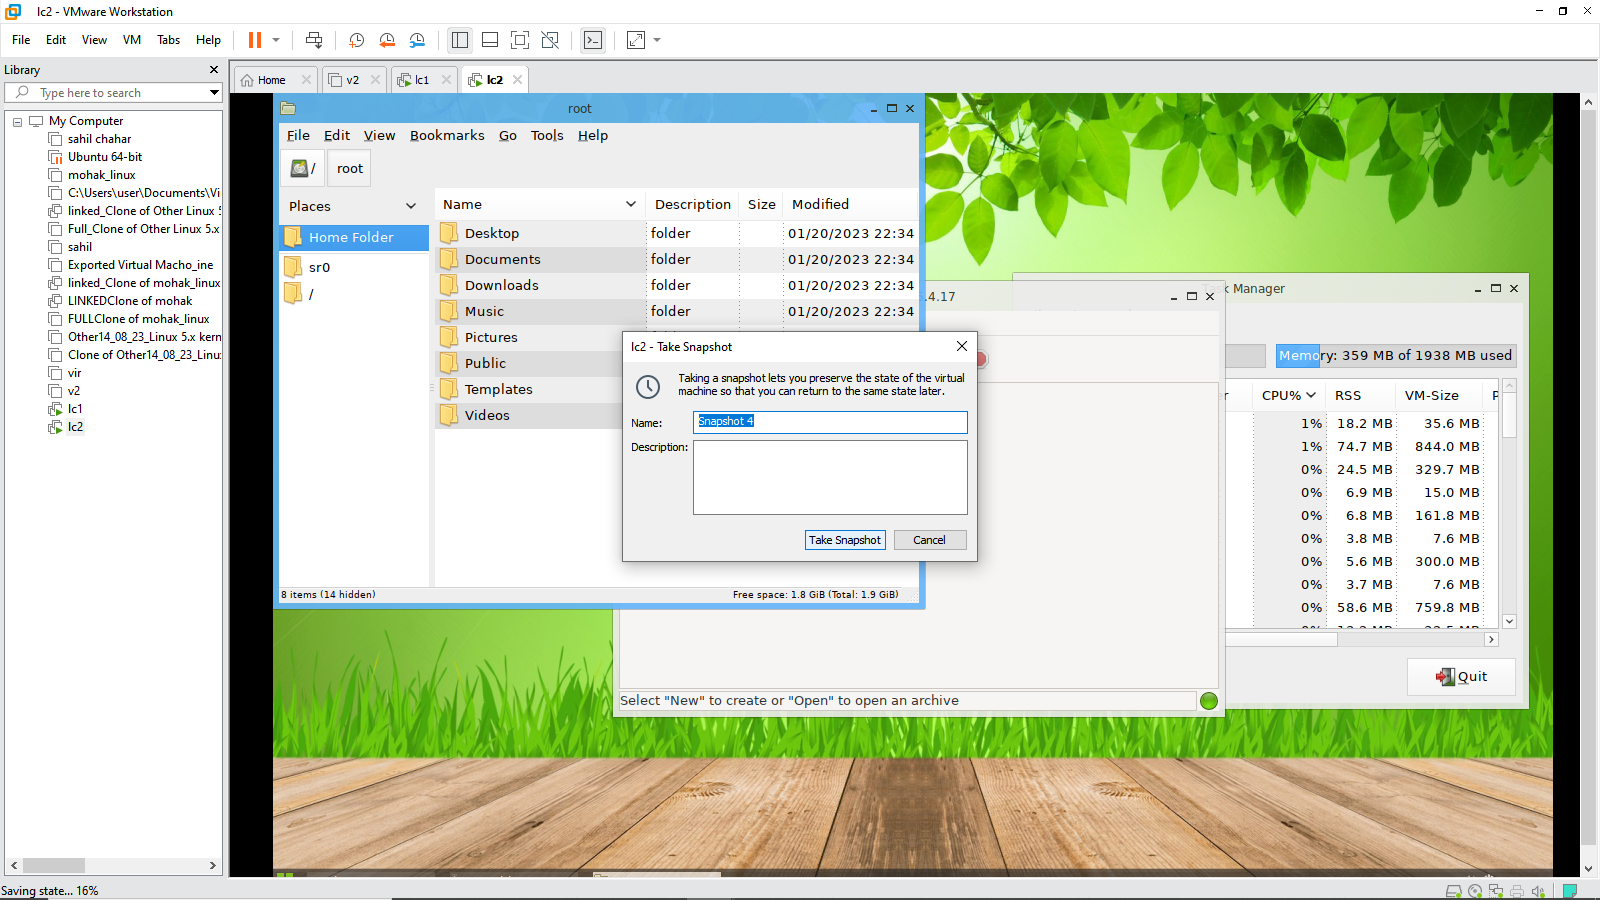 lc2 - VMware Workstation
File Edit View VM Tabs Help
Library
Type here to search
My Computer
sahil chahar
Ubuntu 64-bit
mohak_linux
C:\Users\user\Documents\Vi
linked_Clone of Other Linux 5
Full_Clone of Other Linux 5.x
sahil
Exported Virtual Macho_ine
linked_Clone of mohak_linux
LINKEDClone of mohak
FULLClone of mohak_linux
Other14_08_23_Linux 5.x kern
Clone of Other14_08_23_Linu
vir
v2
lc1
lc2
Home v2 lc1 lc2
root
File Edit View Bookmarks Go Tools Help
/ root
Places
Home Folder
sr0
/
Name Description Size Modified
Desktop folder 01/20/2023 22:34
Documents folder 01/20/2023 22:34
Downloads folder 01/20/2023 22:34
Music folder 01/20/2023 22:34
Pictures
Public
Templates
Videos
8 items (14 hidden) Free space: 1.8 GiB (Total: 1.9 GiB)
lc2 - Take Snapshot
Taking a snapshot lets you preserve the state of the virtual
machine so that you can return to the same state later.
Name: Snapshot 4
Description:
Take Snapshot Cancel
.4.17
Select "New" to create or "Open" to open an archive
Manager
Memory: 359 MB of 1938 MB used
CPU% RSS VM-Size
1% 18.2 MB 35.6 MB
1% 74.7 MB 844.0 MB
0% 24.5 MB 329.7 MB
0% 6.9 MB 15.0 MB
0% 6.8 MB 161.8 MB
0% 3.8 MB 7.6 MB
0% 5.6 MB 300.0 MB
0% 3.7 MB 7.6 MB
0% 58.6 MB 759.8 MB
Quit
Saving state... 16%